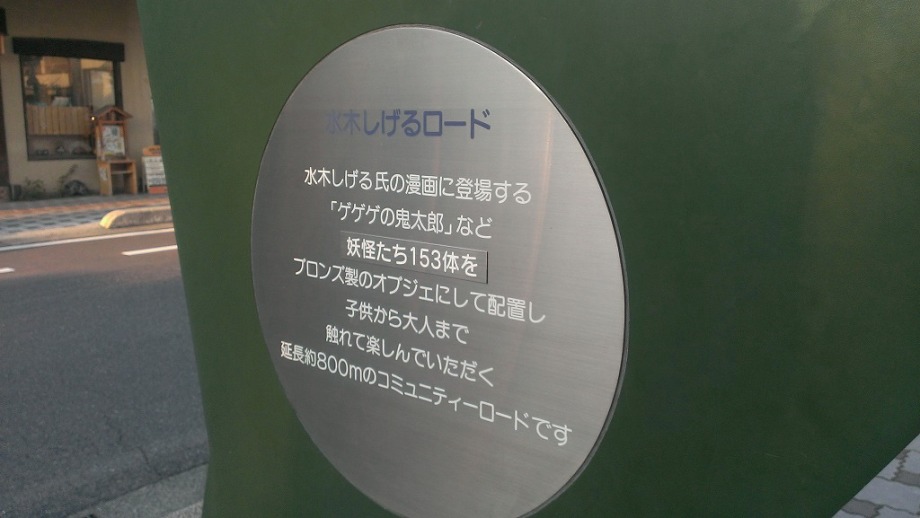 水木しげるロード
水木しげる氏の漫画に登場する
「ゲゲゲの鬼太郎」など
妖怪たち153体を
ブロンズ製のオブジェにして配置し
子供から大人まで
触れて楽しんでいただく
延長約800mのコミュニティーロードです